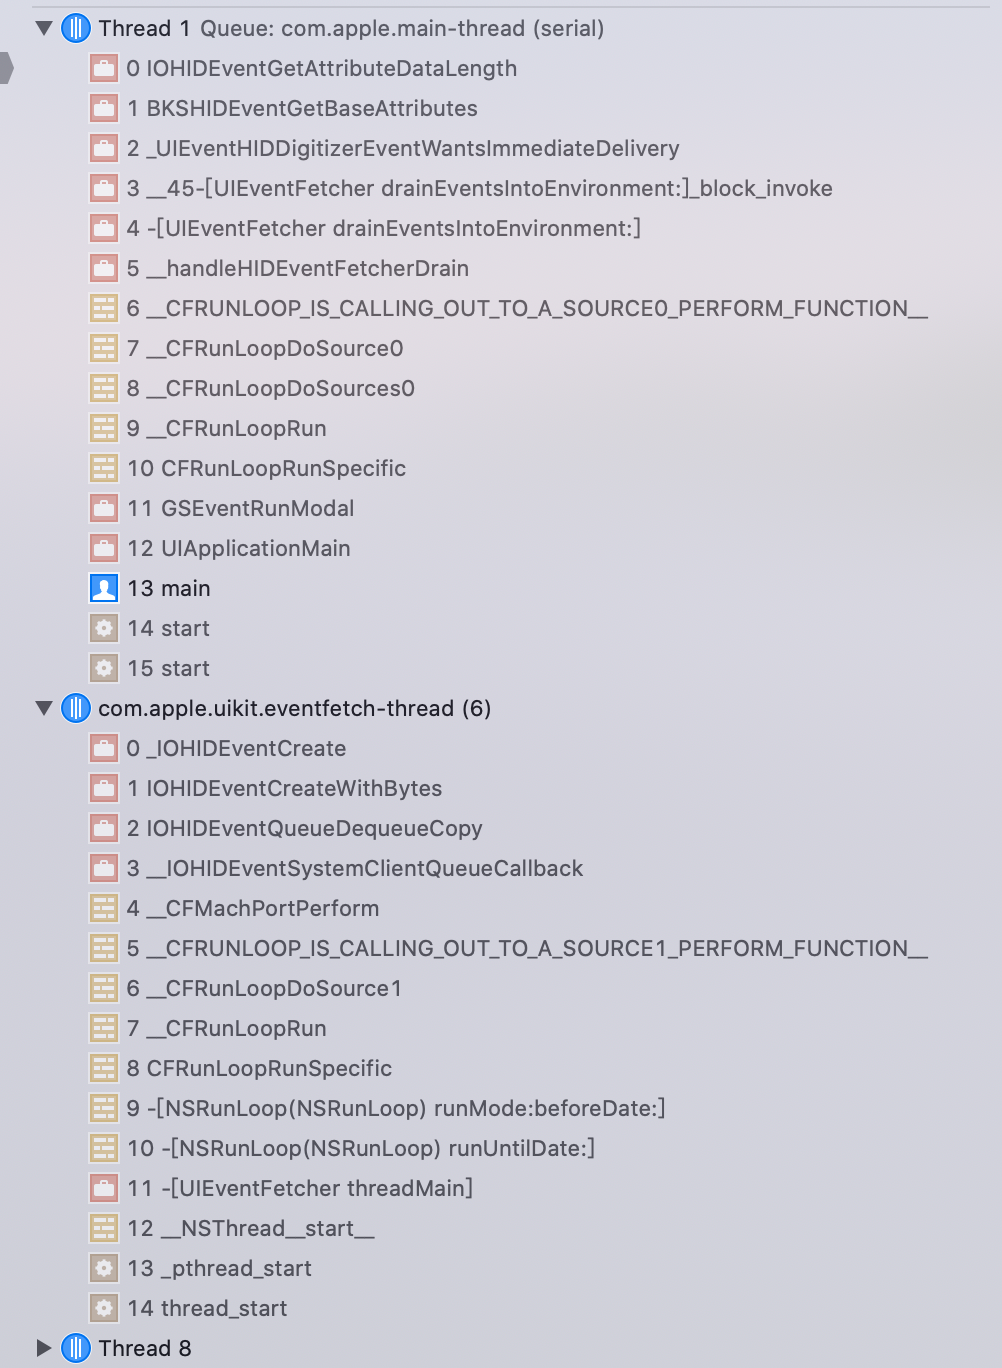 Thread 1 Queue: com.apple.main-thread (serial)
0 IOHIDEventGetAttributeDataLength
1 BKSHIDEventGetBaseAttributes
2 _UIEventHIDDigitizerEventWantsImmediateDelivery
3 __45-[UIEventFetcher drainEventsIntoEnvironment:]_block_invoke
4 -[UIEventFetcher drainEventsIntoEnvironment:]
5 __handleHIDEventFetcherDrain
6 __CFRUNLOOP_IS_CALLING_OUT_TO_A_SOURCE0_PERFORM_FUNCTION__
7 __CFRunLoopDoSource0
8 __CFRunLoopDoSources0
9 __CFRunLoopRun
10 CFRunLoopRunSpecific
11 GSEventRunModal
12 UIApplicationMain
13 main
14 start
15 start
com.apple.uikit.eventfetch-thread (6)
0 _IOHIDEventCreate
1 IOHIDEventCreateWithBytes
2 IOHIDEventQueueDequeueCopy
3 __IOHIDEventSystemClientQueueCallback
4 __CFMachPortPerform
5 __CFRUNLOOP_IS_CALLING_OUT_TO_A_SOURCE1_PERFORM_FUNCTION__
6 __CFRunLoopDoSource1
7 __CFRunLoopRun
8 CFRunLoopRunSpecific
9 -[NSRunLoop(NSRunLoop) runMode:beforeDate:]
10 -[NSRunLoop(NSRunLoop) runUntilDate:]
11 -[UIEventFetcher threadMain]
12 __NSThread__start__
13 _pthread_start
14 thread_start
Thread 8